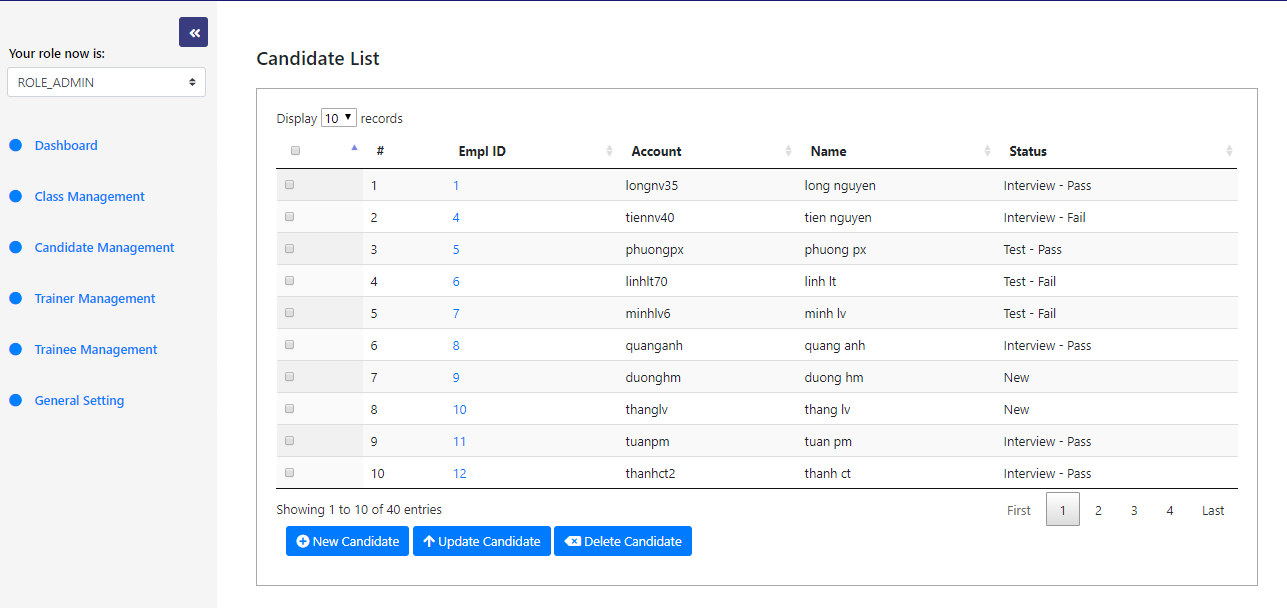 Your role now is:
ROLE_ADMIN
Dashboard
Class Management
Candidate Management
Trainer Management
Trainee Management
General Setting
Candidate List
Display 10 records
# Empl ID Account Name Status
1 1 longnv35 long nguyen Interview - Pass
2 4 tiennv40 tien nguyen Interview - Fail
3 5 phuongpx phuong px Test - Pass
4 6 linhlt70 linh lt Test - Fail
5 7 minhlv6 minh lv Test - Fail
6 8 quanganh quang anh Interview - Pass
7 9 duonghm duong hm New
8 10 thanglv thang lv New
9 11 tuanpm tuan pm Interview - Pass
10 12 thanhct2 thanh ct Interview - Pass
Showing 1 to 10 of 40 entries
First 1 2 3 4 Last
New Candidate Update Candidate Delete Candidate